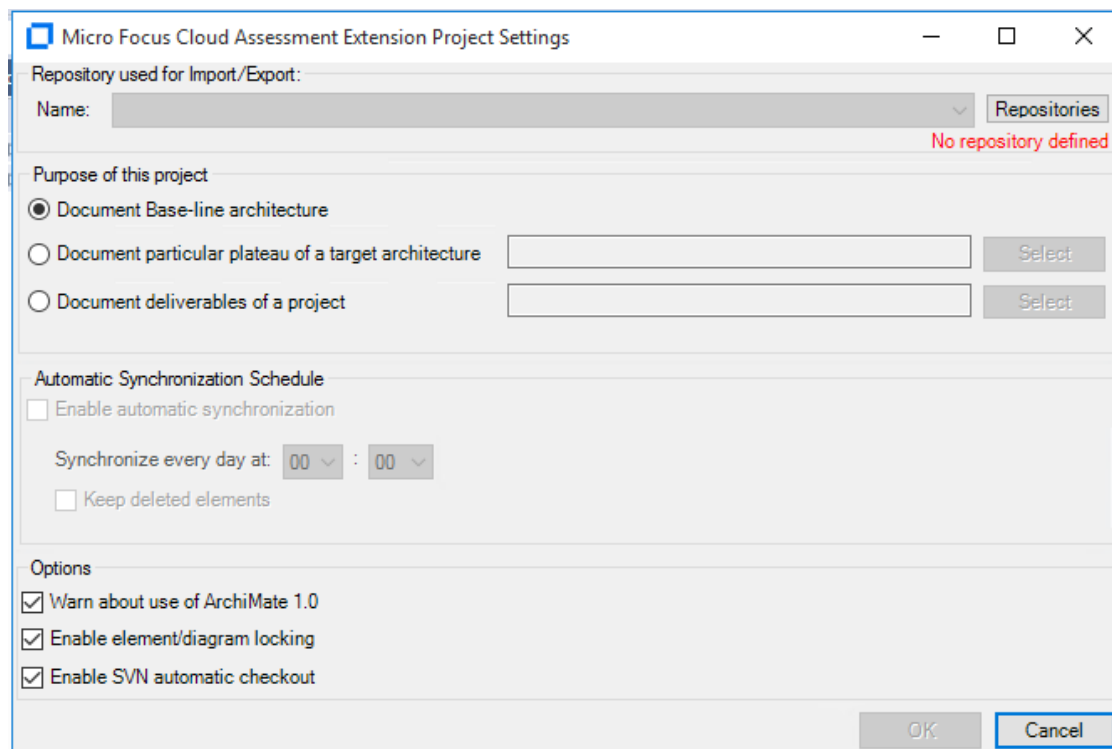 Micro Focus Cloud Assessment Extension Project Settings
Repository used for Import/Export:
Name: Repositories
No repository defined
Purpose of this project
Document Base-line architecture
Document particular plateau of a target architecture Select
Document deliverables of a project Select
Automatic Synchronization Schedule
Enable automatic synchronization
Synchronize every day at: 00 : 00
Keep deleted elements
Options
Warn about use of ArchiMate 1.0
Enable element/diagram locking
Enable SVN automatic checkout
OK Cancel